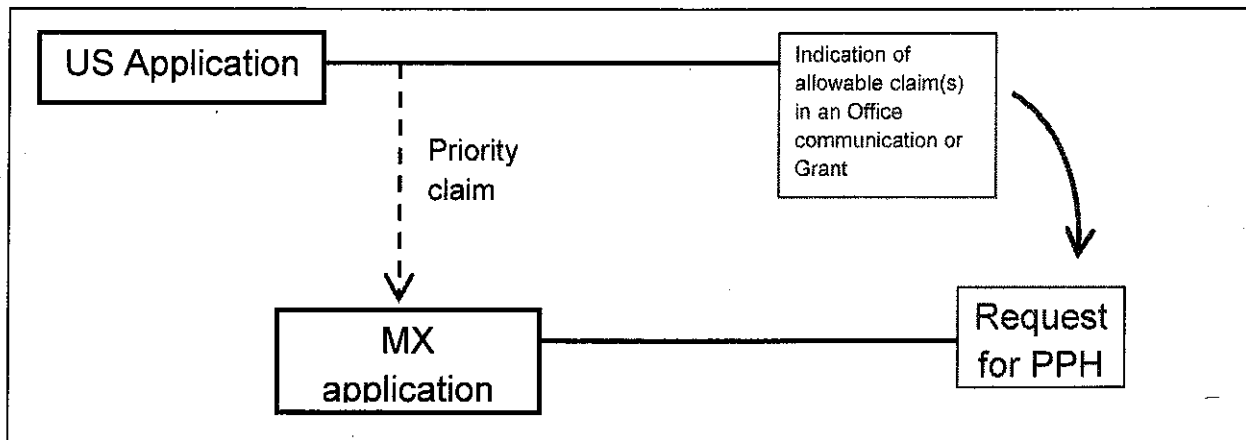 US Application
Indication of
allowable claim(s)
in an Office
communication or
Grant
Priority
claim
MX
application
Request
for PPH